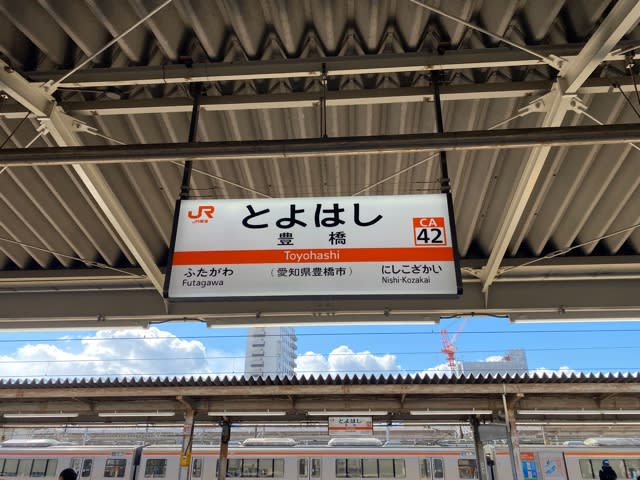 JR
JR東海
とよはし
豊橋
Toyohashi
(愛知県豊橋市)
CA
42
ふたがわ
Futagawa
にしこざかい
Nishi-Kozakai
とよはし